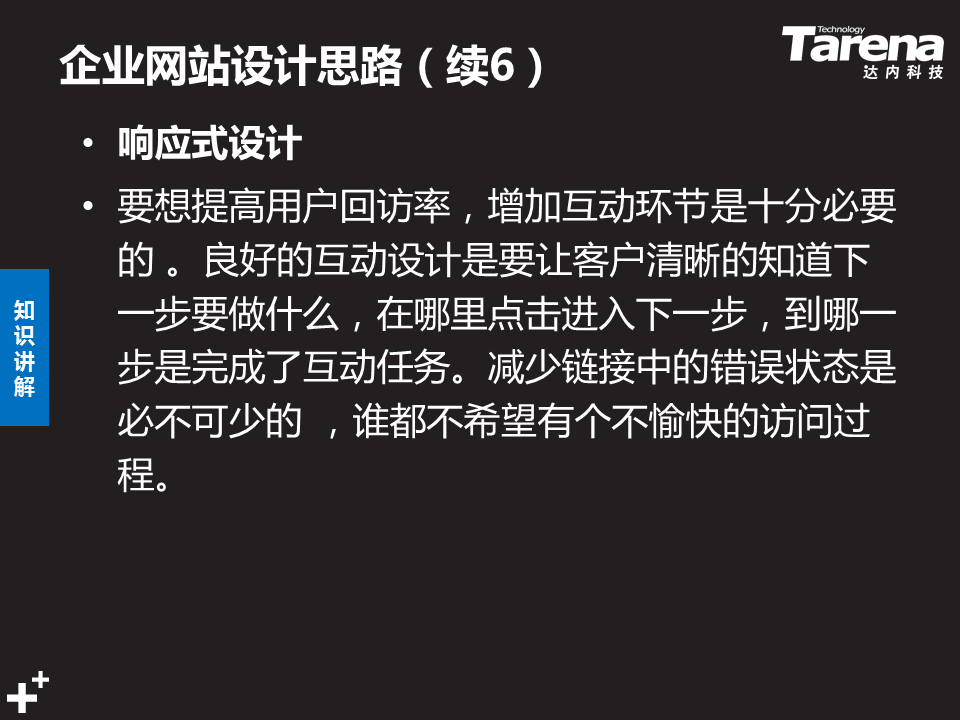 企业网站设计思路（续6）
Technology
Tarena
达内科技
• 响应式设计
• 要想提高用户回访率，增加互动环节是十分必要
的 。良好的互动设计是要让客户清晰的知道下
一步要做什么，在哪里点击进入下一步，到哪一
步是完成了互动任务。减少链接中的错误状态是
必不可少的 ，谁都不希望有个不愉快的访问过
程。
知
识
讲
解